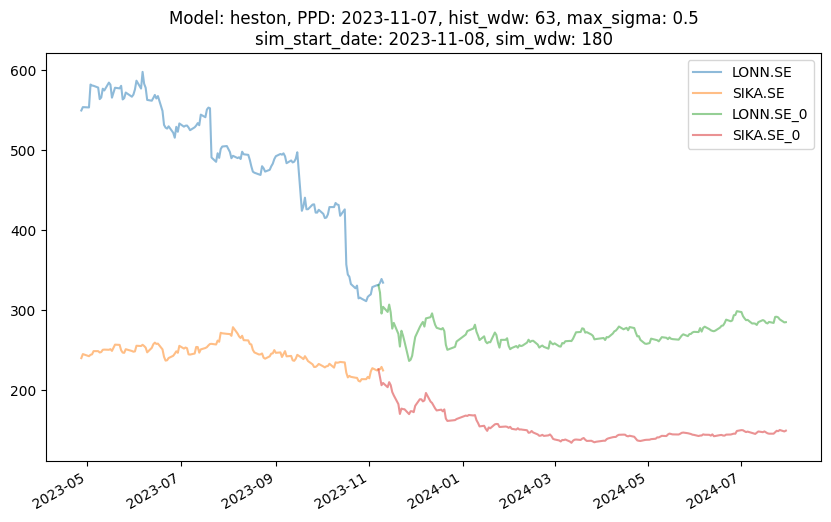 Model: heston, PPD: 2023-11-07, hist_wdw: 63, max_sigma: 0.5
sim_start_date: 2023-11-08, sim_wdw: 180
LONN.SE
SIKA.SE
LONN.SE_0
SIKA.SE_0
600
500
400
300
200
2023-05
2023-07
2023-09
2023-11
2024-01
2024-03
2024-05
2024-07